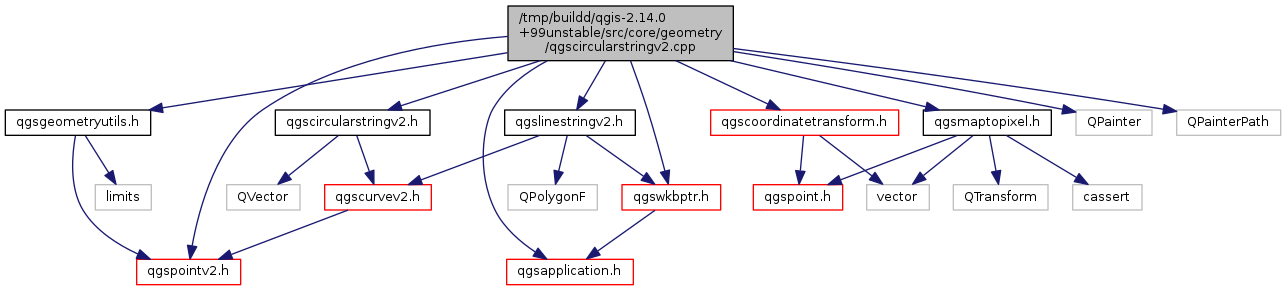 /tmp/buildd/qgis-2.14.0
+99unstable/src/core/geometry
/qgscircularstringv2.cpp
qgsgeometryutils.h
qgscircularstringv2.h
qgslinestringv2.h
qgscoordinatetransform.h
qgsmaptopixel.h
QPainter
QPainterPath
limits
QVector
qgscurvev2.h
QPolygonF
qgswkbptr.h
qgspoint.h
vector
QTransform
cassert
qgspointv2.h
qgsapplication.h